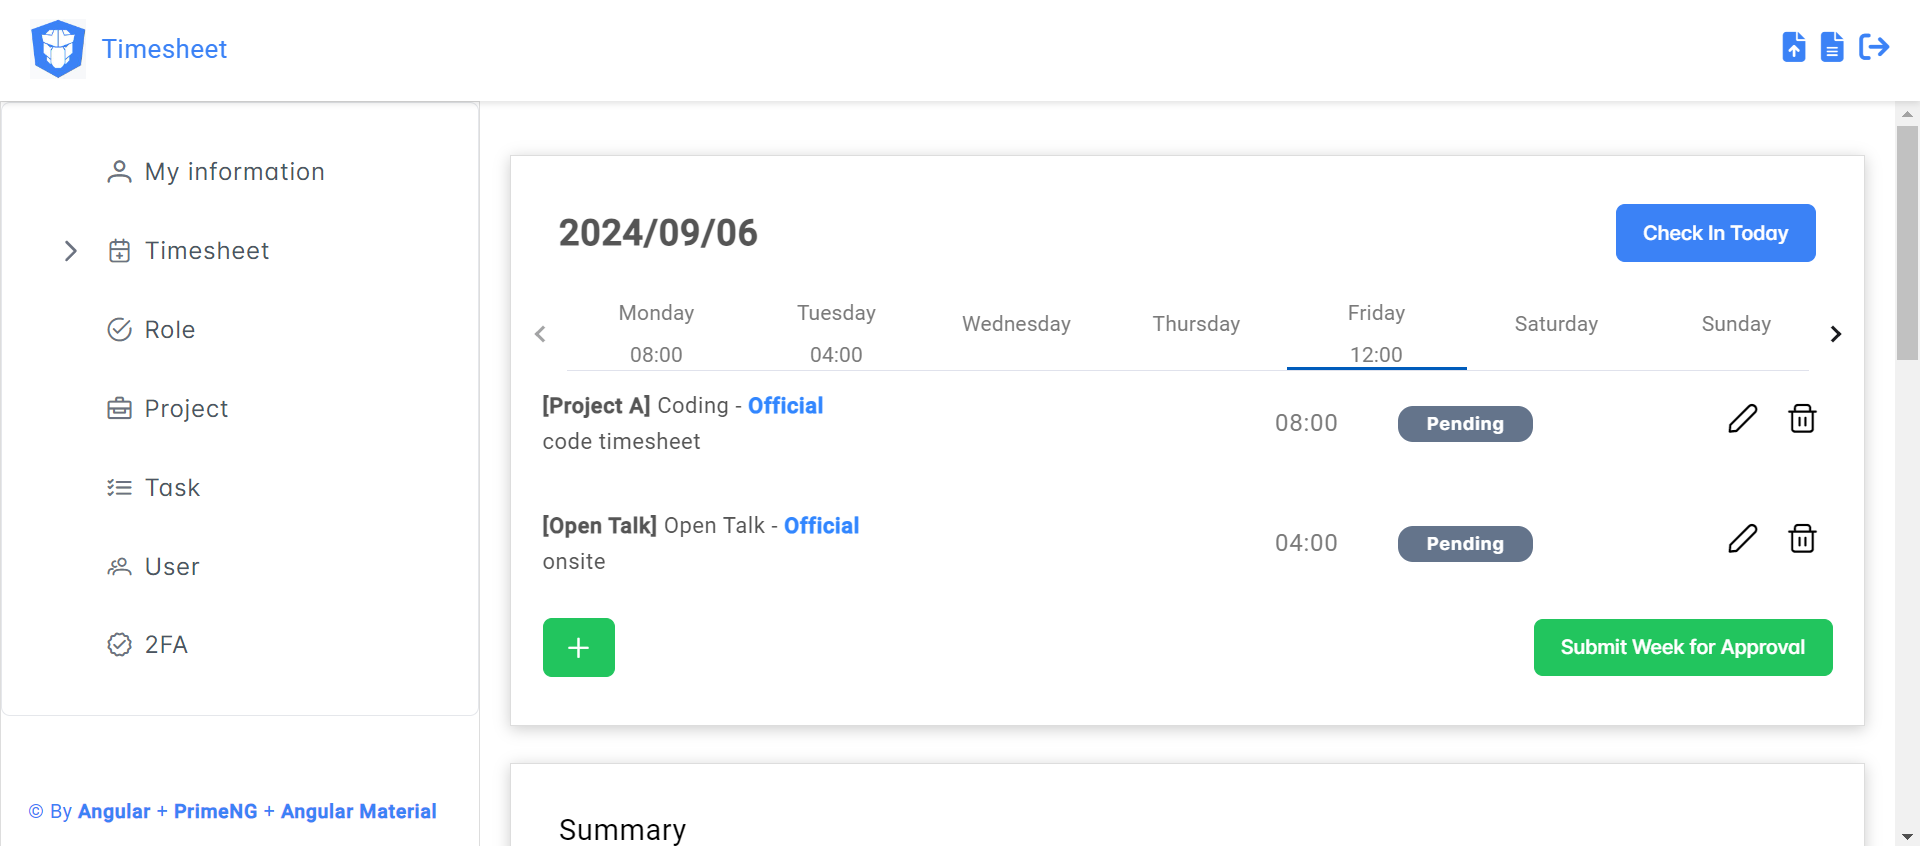 Timesheet
My information
Timesheet
Role
Project
Task
User
2FA
© By Angular + PrimeNG + Angular Material
2024/09/06
Check In Today
Monday Tuesday Wednesday Thursday Friday Saturday Sunday
08:00 04:00 12:00
[Project A] Coding - Official
code timesheet
08:00 Pending
[Open Talk] Open Talk - Official
onsite
04:00 Pending
+
Submit Week for Approval
Summary